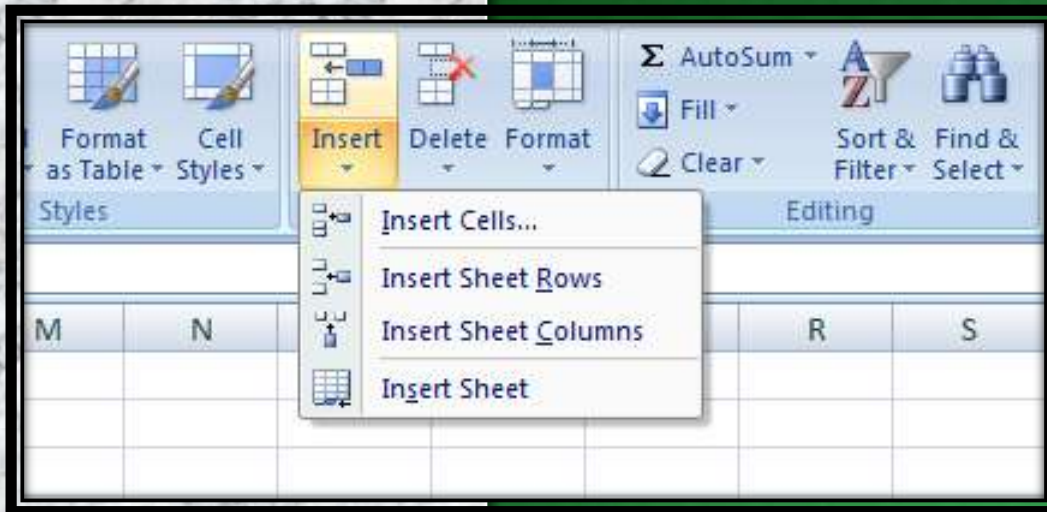 Σ AutoSum
Fill
Clear
Format as Table
Cell Styles
Insert
Delete
Format
Sort & Filter
Find & Select
Styles
Editing
Insert Cells...
Insert Sheet Rows
Insert Sheet Columns
Insert Sheet
M N R S